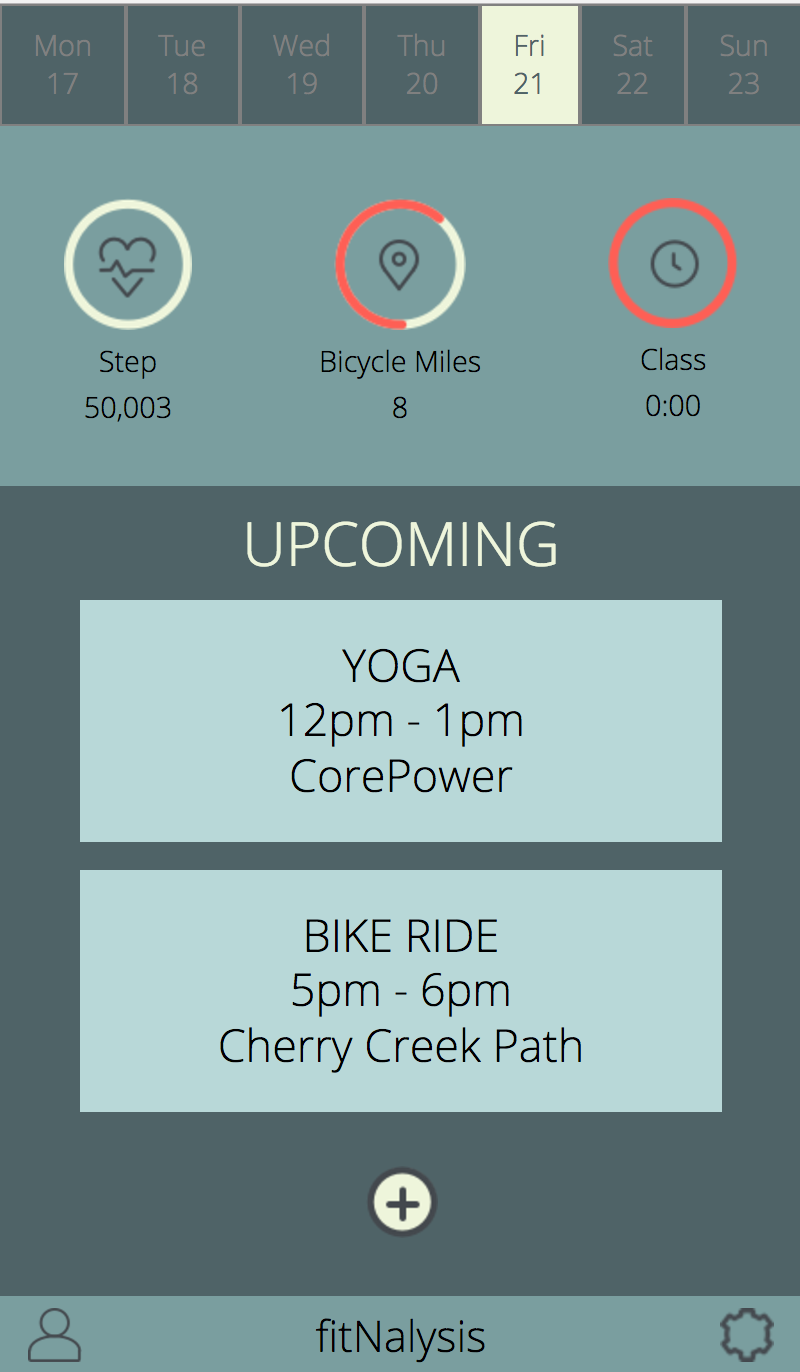 Mon Tue Wed Thu Fri Sat Sun
17 18 19 20 21 22 23
Step Bicycle Miles Class
50,003 8 0:00
UPCOMING
YOGA
12pm - 1pm
CorePower
BIKE RIDE
5pm - 6pm
Cherry Creek Path
fitNalysis